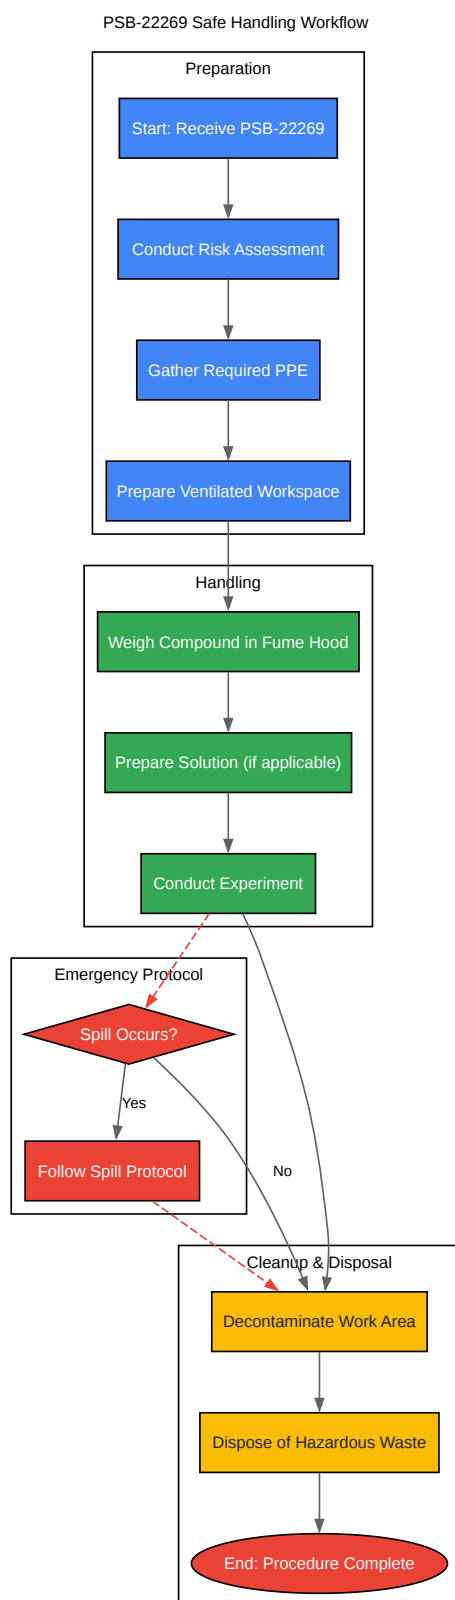 PSB-22269 Safe Handling Workflow
Preparation
Start: Receive PSB-22269
Conduct Risk Assessment
Gather Required PPE
Prepare Ventilated Workspace
Handling
Weigh Compound in Fume Hood
Prepare Solution (if applicable)
Conduct Experiment
Emergency Protocol
Spill Occurs?
Yes
Follow Spill Protocol
No
Cleanup & Disposal
Decontaminate Work Area
Dispose of Hazardous Waste
End: Procedure Complete